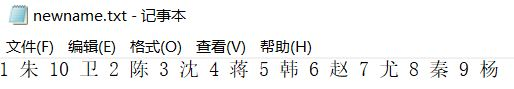 newname.txt - 记事本
文件(F) 编辑(E) 格式(O) 查看(V) 帮助(H)
1 朱 10 卫 2 陈 3 沈 4 蒋 5 韩 6 赵 7 尤 8 秦 9 杨